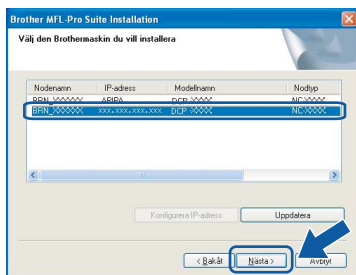 Brother MFL-Pro Suite Installation
Välj den Brothermaskin du vill installera
Nodenamn IP-adress Modellnamn Nodtyp
BRN_XXXXXX APIPA DCP XXXX NC-XXXX
BRN_XXXXXX xxx.xxx.xxx.xxx DCP XXXX NC-XXXX
Konfigurera IP-adress Uppdatera
< Bakåt Nästa > Avbryt